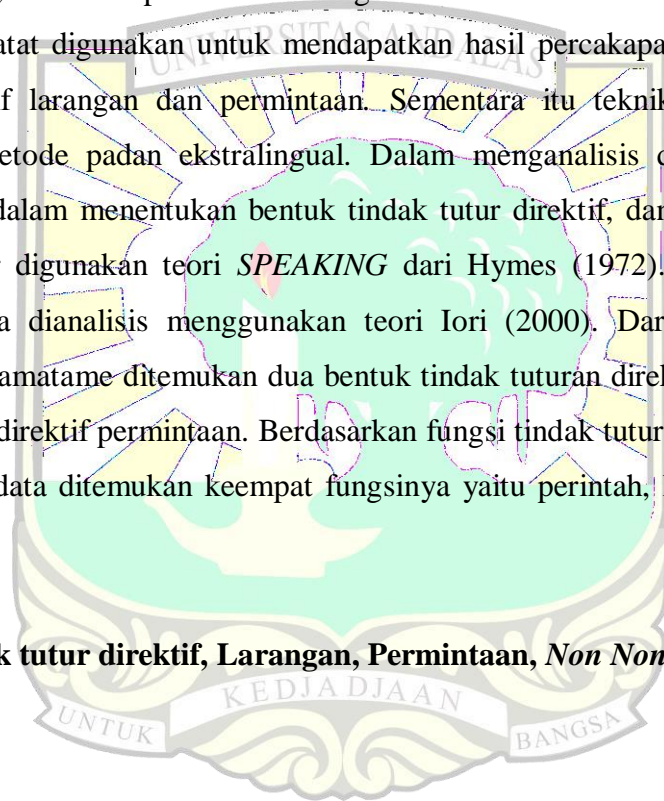 UNIVERSITAS ANDALAS
atat digunakan untuk mendapatkan hasil percakapa
f larangan dan permintaan. Sementara itu teknik
etode padan ekstralingual. Dalam menganalisis d
dalam menentukan bentuk tindak tutur direktif, dan
digunakan teori SPEAKING dari Hymes (1972).
a dianalisis menggunakan teori Iori (2000). Dar
amatame ditemukan dua bentuk tindak tuturan direk
direktif permintaan. Berdasarkan fungsi tindak tutur
data ditemukan keempat fungsinya yaitu perintah,
k tutur direktif, Larangan, Permintaan, Non Non
UNTUK KEDJADJAAN BANGSA